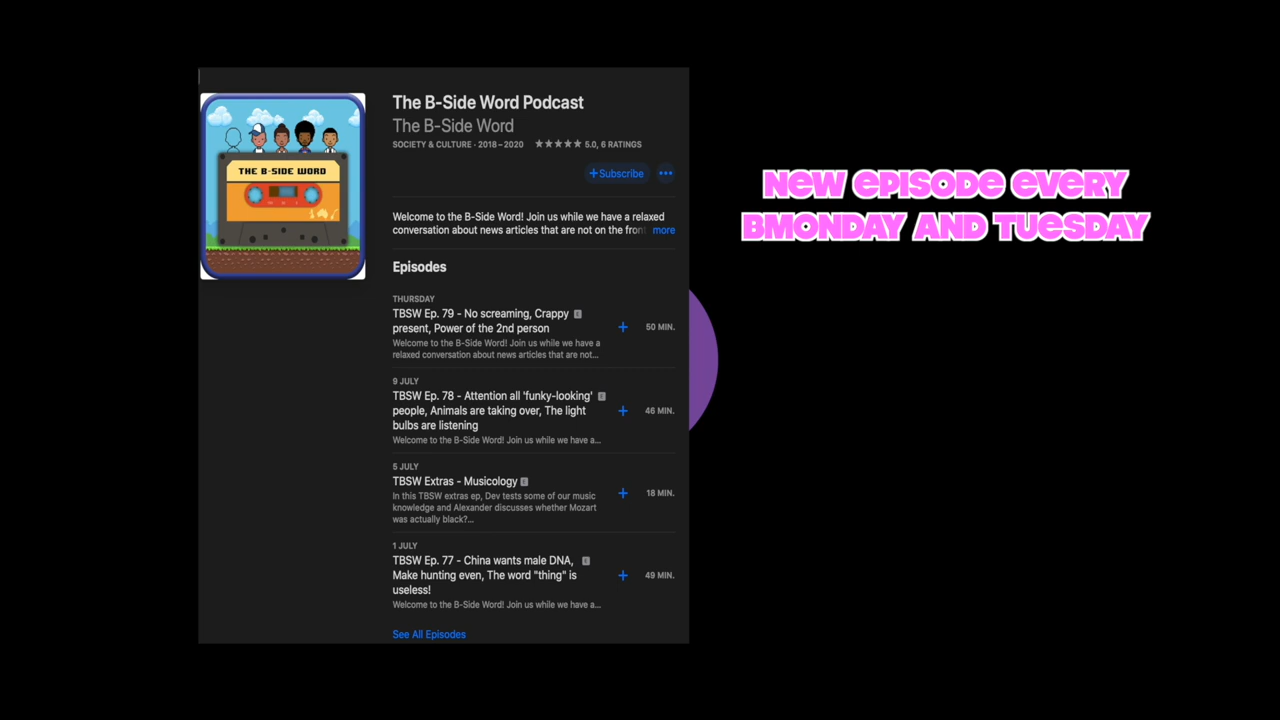 The B-Side Word Podcast
The B-Side Word
SOCIETY & CULTURE · 2018–2020 ★★★★★ 5.0, 6 RATINGS
+Subscribe •••
THE B-SIDE WORD
Welcome to the B-Side Word! Join us while we have a relaxed
conversation about news articles that are not on the front more
Episodes
THURSDAY
TBSW Ep. 79 - No screaming, Crappy E
present, Power of the 2nd person
+ 50 MIN.
Welcome to the B-Side Word! Join us while we have a
relaxed conversation about news articles that are not...
9 JULY
TBSW Ep. 78 - Attention all 'funky-looking' E
people, Animals are taking over, The light
bulbs are listening
+ 46 MIN.
Welcome to the B-Side Word! Join us while we have a...
5 JULY
TBSW Extras - Musicology E
In this TBSW extras ep, Dev tests some of our music
knowledge and Alexander discusses whether Mozart
was actually black?...
+ 18 MIN.
1 JULY
TBSW Ep. 77 - China wants male DNA, E
Make hunting even, The word "thing" is
useless!
+ 49 MIN.
Welcome to the B-Side Word! Join us while we have a...
See All Episodes
New episode every
Bmonday and Tuesday